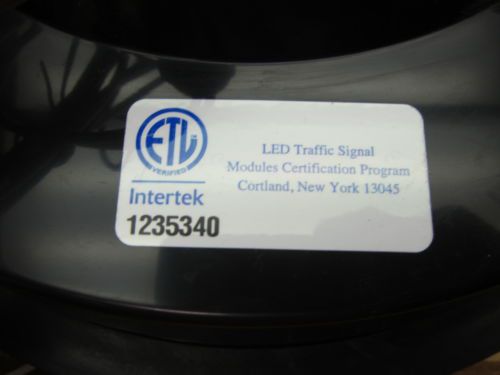 ETL
VERIFIED
Intertek
1235340
LED Traffic Signal
Modules Certification Program
Cortland, New York 13045